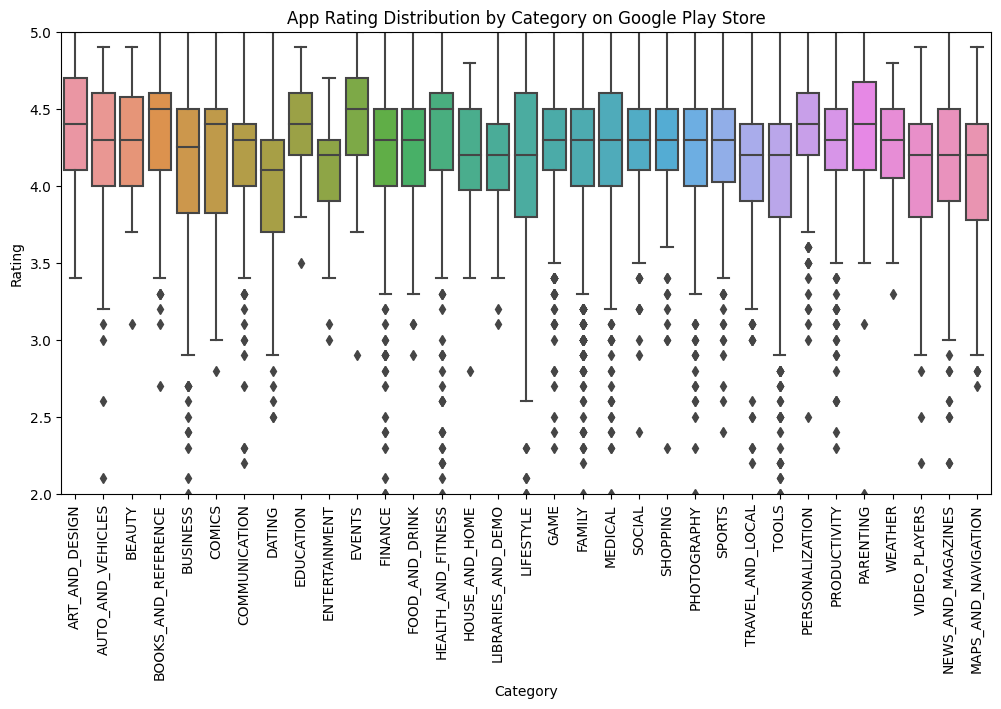 App Rating Distribution by Category on Google Play Store
5.0
4.5
4.0
3.5
3.0
2.5
2.0
Rating
ART_AND_DESIGN
AUTO_AND_VEHICLES
BEAUTY
BOOKS_AND_REFERENCE
BUSINESS
COMICS
COMMUNICATION
DATING
EDUCATION
ENTERTAINMENT
EVENTS
FINANCE
FOOD_AND_DRINK
HEALTH_AND_FITNESS
HOUSE_AND_HOME
LIBRARIES_AND_DEMO
LIFESTYLE
GAME
FAMILY
MEDICAL
SOCIAL
SHOPPING
PHOTOGRAPHY
SPORTS
TRAVEL_AND_LOCAL
TOOLS
PERSONALIZATION
PRODUCTIVITY
PARENTING
WEATHER
VIDEO_PLAYERS
NEWS_AND_MAGAZINES
MAPS_AND_NAVIGATION
Category